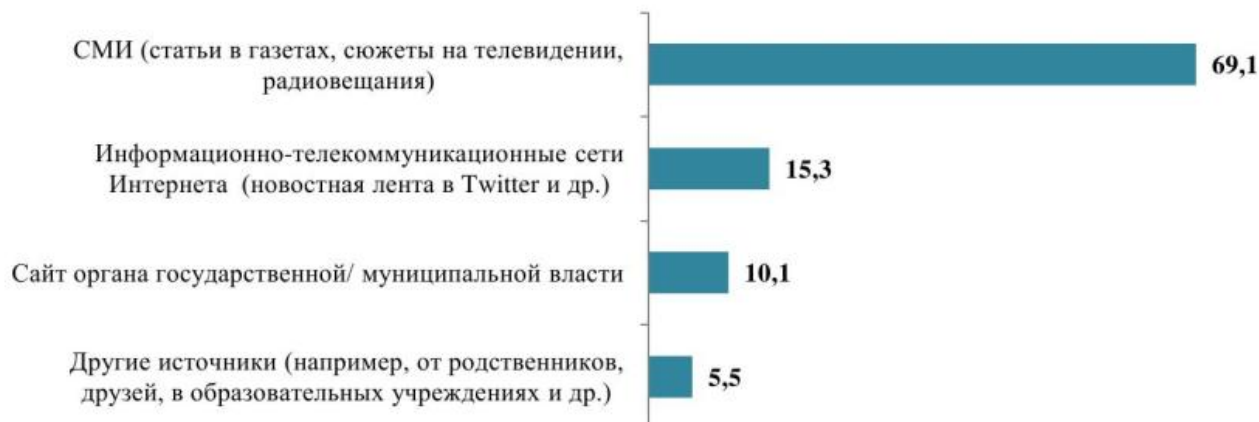 СМИ (статьи в газетах, сюжеты на телевидении,
радиовещания)
69,1
Информационно-телекоммуникационные сети
Интернета (новостная лента в Twitter и др.)
15,3
Сайт органа государственной/ муниципальной власти
10,1
Другие источники (например, от родственников,
друзей, в образовательных учреждениях и др.)
5,5